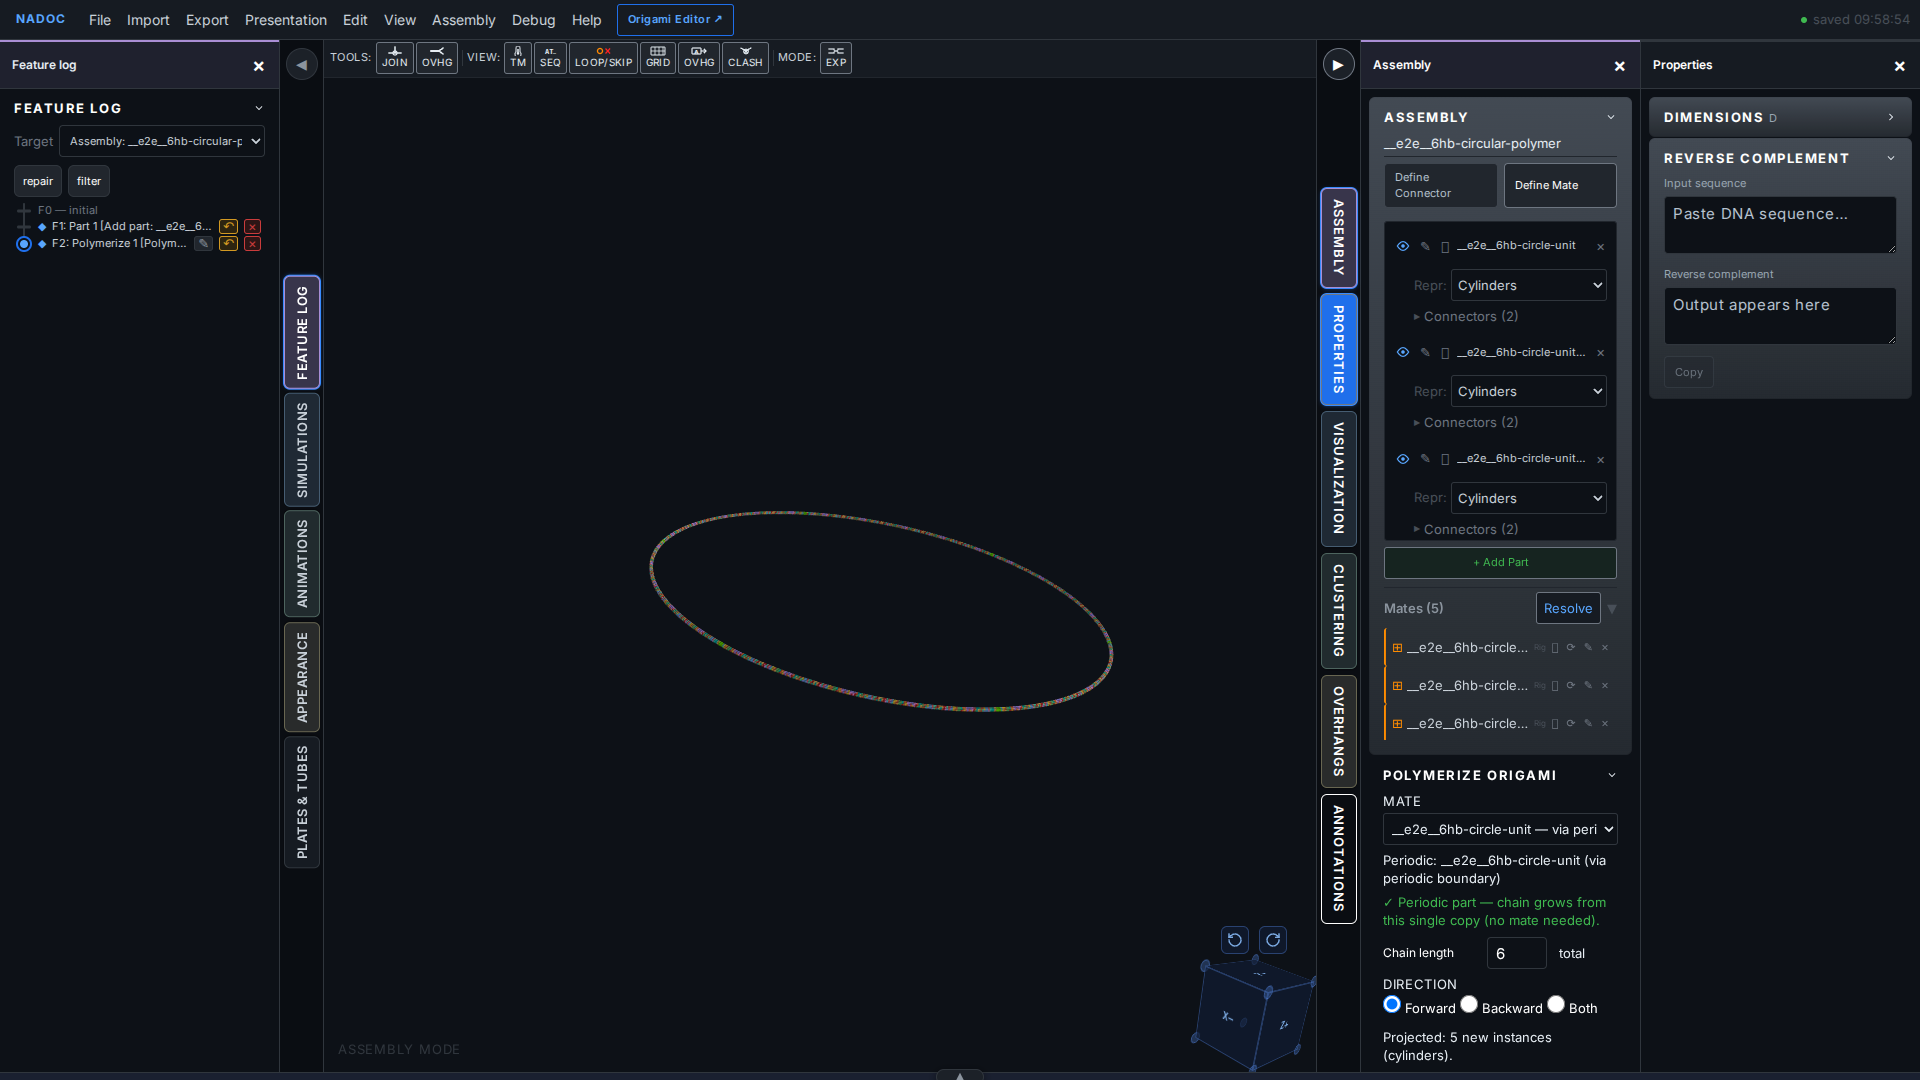 NADOC File Import Export Presentation Edit View Assembly Debug Help Origami Editor ↗ saved 09:58:54
Feature log ×
FEATURE LOG
Target Assembly: __e2e__6hb-circular-p
repair filter
F0 — initial
F1: Part 1 [Add part: __e2e__6...
F2: Polymerize 1 [Polym...
FEATURE LOG
SIMULATIONS
ANIMATIONS
APPEARANCE
PLATES & TUBES
TOOLS: JOIN OVHG VIEW: TM SEQ LOOP/SKIP GRID OVHG CLASH MODE: EXP
ASSEMBLY MODE
ASSEMBLY
PROPERTIES
VISUALIZATION
CLUSTERING
OVERHANGS
ANNOTATIONS
Assembly ×
ASSEMBLY
__e2e__6hb-circular-polymer
Define Connector
Define Mate
__e2e__6hb-circle-unit ×
Repr: Cylinders
▸ Connectors (2)
__e2e__6hb-circle-unit... ×
Repr: Cylinders
▸ Connectors (2)
__e2e__6hb-circle-unit... ×
Repr: Cylinders
▸ Connectors (2)
+ Add Part
Mates (5) Resolve ▼
__e2e__6hb-circle... Rig ×
__e2e__6hb-circle... Rig ×
__e2e__6hb-circle... Rig ×
POLYMERIZE ORIGAMI
MATE
__e2e__6hb-circle-unit — via peri
Periodic: __e2e__6hb-circle-unit (via
periodic boundary)
✓ Periodic part — chain grows from
this single copy (no mate needed).
Chain length 6 total
DIRECTION
Forward Backward Both
Projected: 5 new instances
(cylinders).
Properties ×
DIMENSIONS D
REVERSE COMPLEMENT
Input sequence
Paste DNA sequence...
Reverse complement
Output appears here
Copy